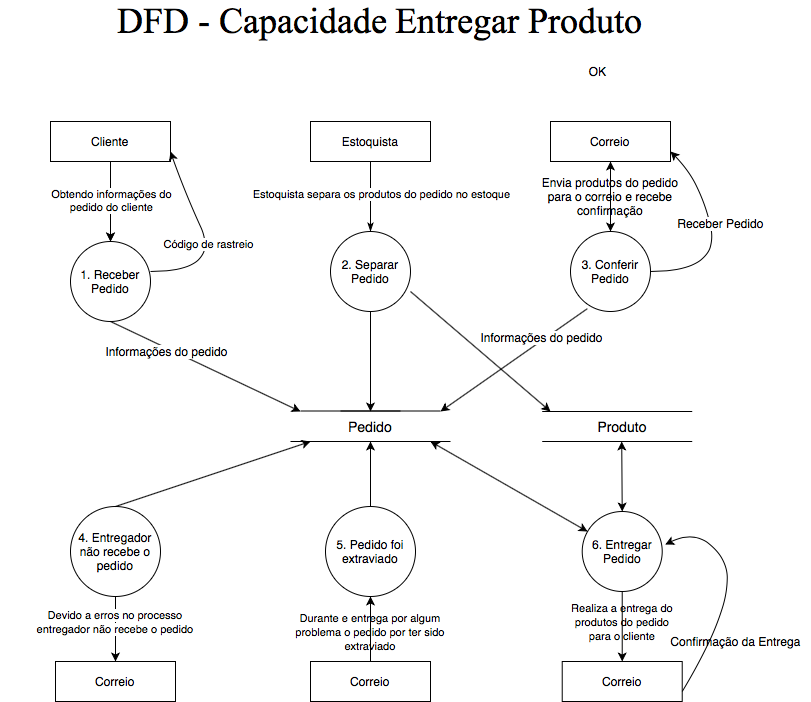 DFD - Capacidade Entregar Produto
OK
Cliente
Estoquista
Correio
Obtendo informações do
pedido do cliente
Estoquista separa os produtos do pedido no estoque
Envia produtos do pedido
para o correio e recebe
confirmação
Código de rastreio
Receber Pedido
1. Receber
Pedido
2. Separar
Pedido
3. Conferir
Pedido
Informações do pedido
Informações do pedido
Pedido
Produto
4. Entregador
não recebe o
pedido
5. Pedido foi
extraviado
6. Entregar
Pedido
Devido a erros no processo
entregador não recebe o pedido
Durante e entrega por algum
problema o pedido por ter sido
extraviado
Realiza a entrega do
produtos do pedido
para o cliente
Confirmação da Entrega
Correio
Correio
Correio